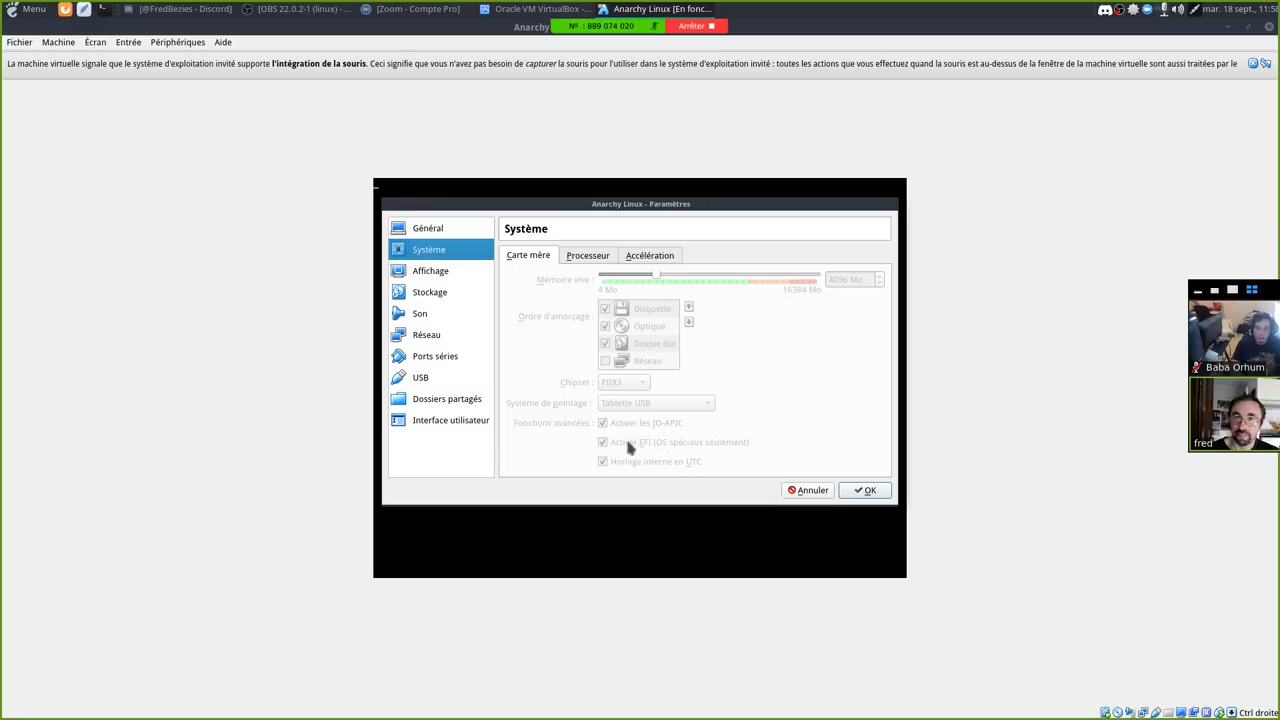 Menu [@FredBezies - Discord] [OBS 22.0.2-1 (linux) - ... [Zoom - Compte Pro] Oracle VM VirtualBox -... Anarchy Linux [En fonc... mar. 18 sept., 11:5
Anarchy N° : 889 074 020 Arrêter
Fichier Machine Écran Entrée Périphériques Aide
La machine virtuelle signale que le système d'exploitation invité supporte l'intégration de la souris. Ceci signifie que vous n'avez pas besoin de capturer la souris pour l'utiliser dans le système d'exploitation invité : toutes les actions que vous effectuez quand la souris est au-dessus de la fenêtre de la machine virtuelle sont aussi traitées par le
Anarchy Linux - Paramètres
Général
Système
Affichage
Stockage
Son
Réseau
Ports séries
USB
Dossiers partagés
Interface utilisateur
Système
Carte mère Processeur Accélération
Mémoire vive : 4096 Mo
4 Mo 16384 Mo
Ordre d'amorçage : Disquette
Optique
Disque dur
Réseau
Chipset : PIIX3
Système de pointage : Tablette USB
Fonctions avancées : Activer les IO-APIC
Activer EFI (OS spéciaux seulement)
Horloge interne en UTC
Annuler OK
Baba Orhum
fred
Ctrl droite